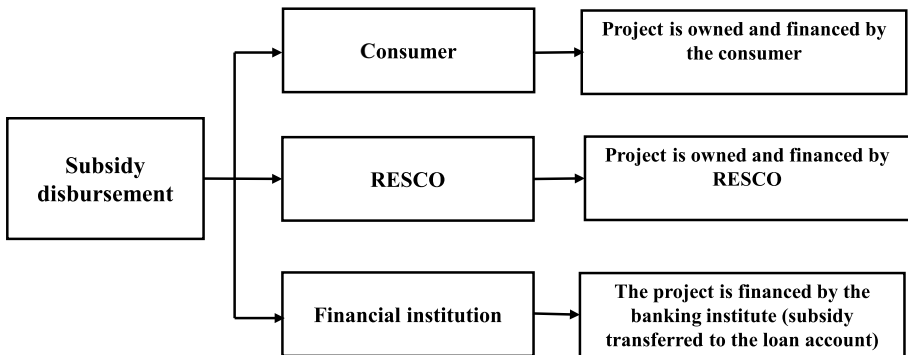 Subsidy
disbursement
Consumer
Project is owned and financed by
the consumer
RESCO
Project is owned and financed by
RESCO
Financial institution
The project is financed by the
banking institute (subsidy
transferred to the loan account)